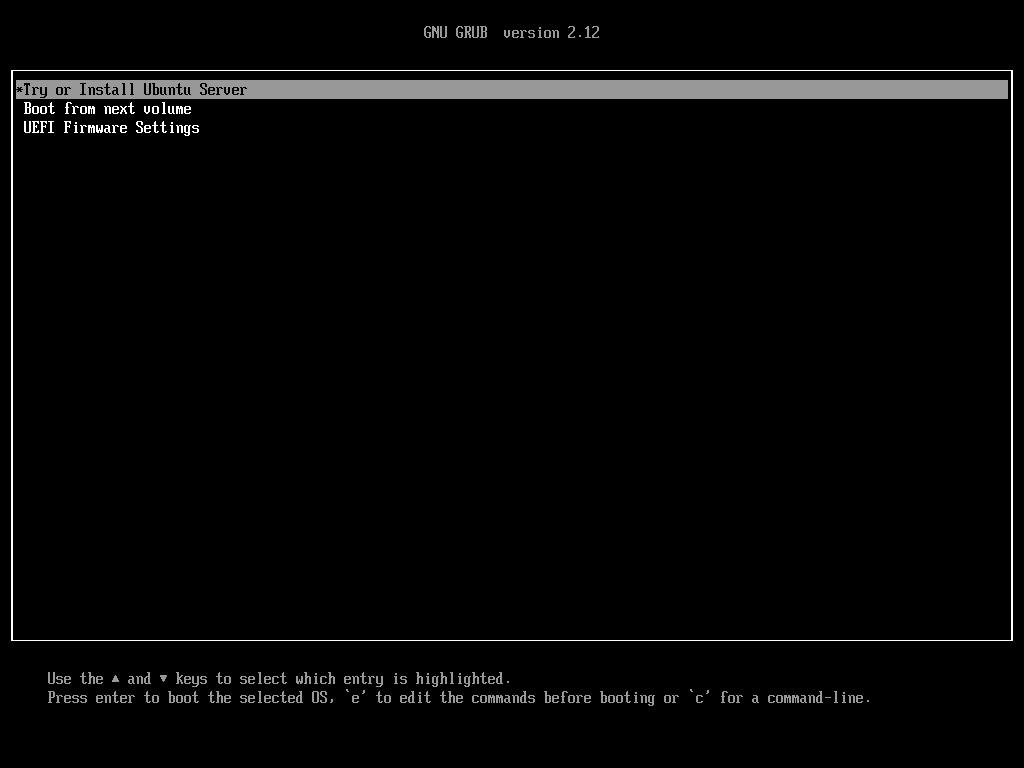 GNU GRUB  version 2.12
*Try or Install Ubuntu Server
Boot from next volume
UEFI Firmware Settings
Use the ▲ and ▼ keys to select which entry is highlighted.
Press enter to boot the selected OS, `e' to edit the commands before booting or `c' for a command-line.